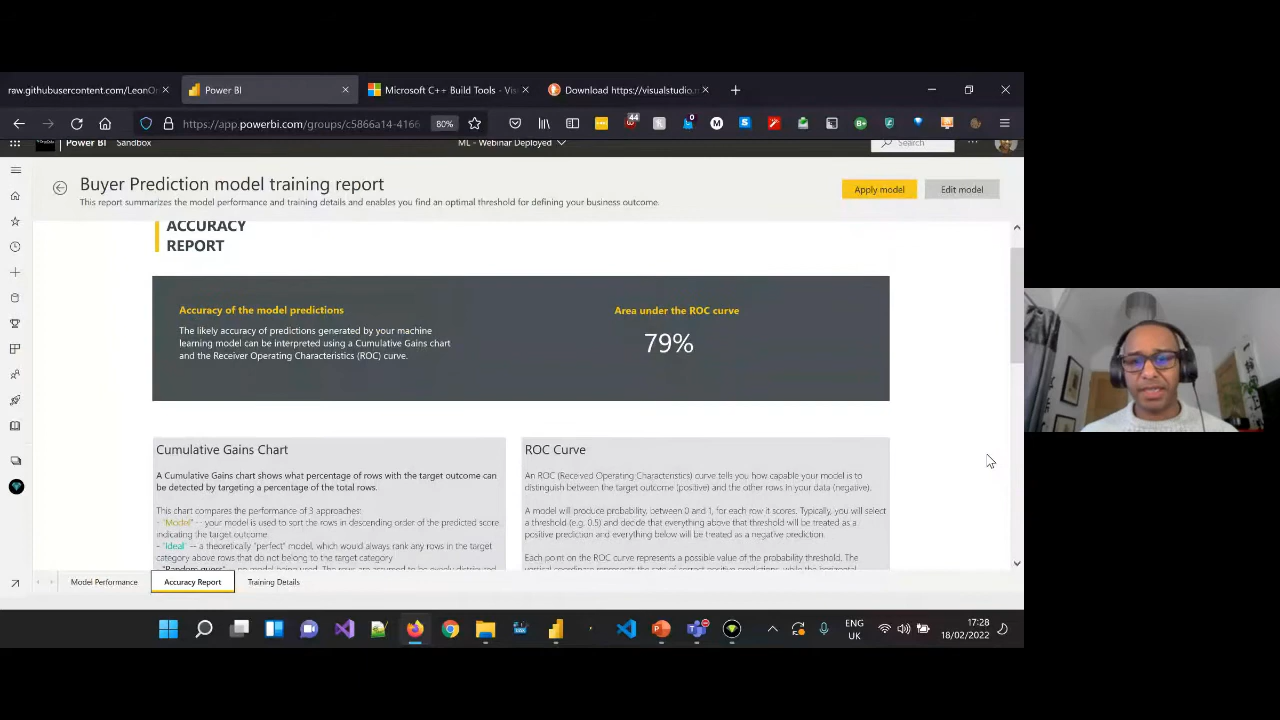 raw.githubusercontent.com/LeonOr
Power BI
Microsoft C++ Build Tools - Vis
Download https://visualstudio.m
https://app.powerbi.com/groups/c5866a14-4166
80%
44
0
Power BI
Sandbox
ML - Webinar Deployed
Search
Buyer Prediction model training report
This report summarizes the model performance and training details and enables you find an optimal threshold for defining your business outcome.
Apply model
Edit model
ACCURACY
REPORT
Accuracy of the model predictions
The likely accuracy of predictions generated by your machine
learning model can be interpreted using a Cumulative Gains chart
and the Receiver Operating Characteristics (ROC) curve.
Area under the ROC curve
79%
Cumulative Gains Chart
A Cumulative Gains chart shows what percentage of rows with the target outcome can
be detected by targeting a percentage of the total rows.
This chart compares the performance of 3 approaches:
- "Model" -- your model is used to sort the rows in descending order of the predicted score
indicating the target outcome.
- "Ideal" -- a theoretically "perfect" model, which would always rank any rows in the target
category above rows that do not belong to the target category
ROC Curve
An ROC (Received Operating Characteristics) curve tells you how capable your model is to
distinguish between the target outcome (positive) and the other rows in your data (negative).
A model will produce probability, between 0 and 1, for each row it scores. Typically, you will select
a threshold (e.g. 0.5) and decide that everything above that threshold will be treated as a
positive prediction and everything below will be treated as a negative prediction.
Each point on the ROC curve represents a possible value of the probability threshold. The
Model Performance
Accuracy Report
Training Details
ENG
UK
17:28
18/02/2022